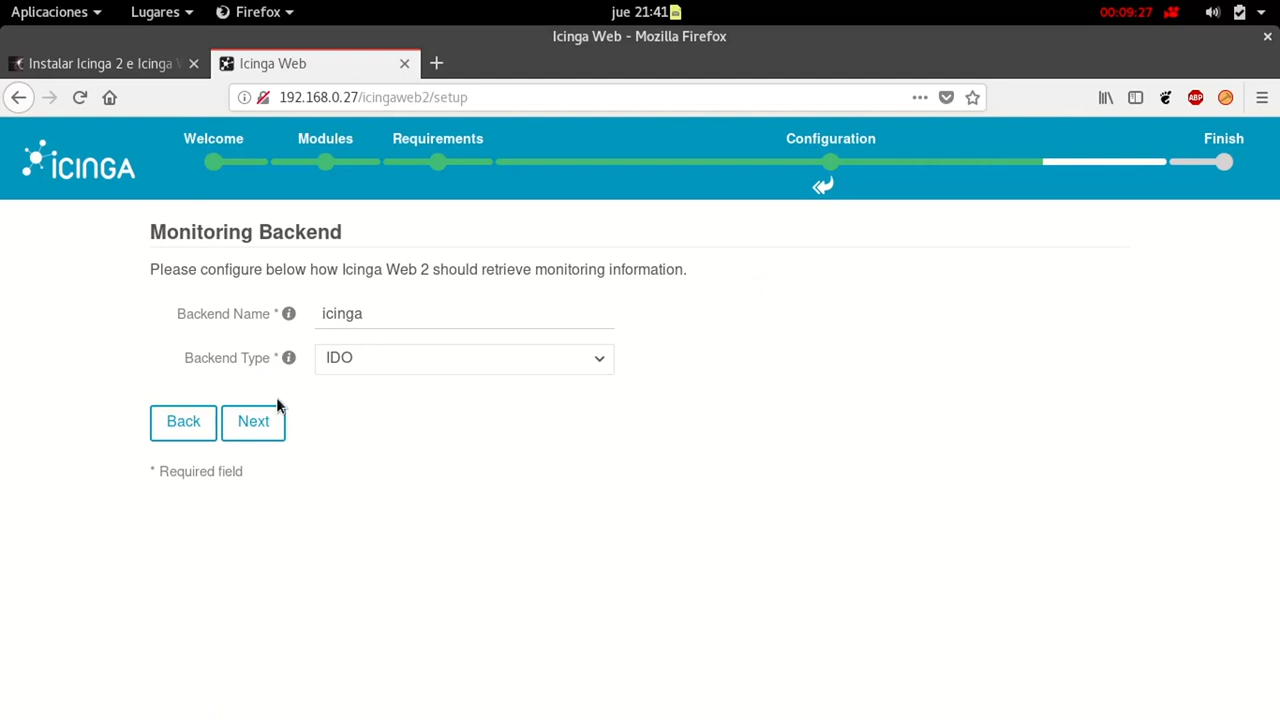 Aplicaciones Lugares Firefox jue 21:41 00:09:27
Icinga Web - Mozilla Firefox
Instalar Icinga 2 e Icinga Icinga Web
192.168.0.27/icingaweb2/setup ABP
Welcome Modules Requirements Configuration Finish
ICINGA
Monitoring Backend
Please configure below how Icinga Web 2 should retrieve monitoring information.
Backend Name * icinga
Backend Type * IDO
Back Next
* Required field